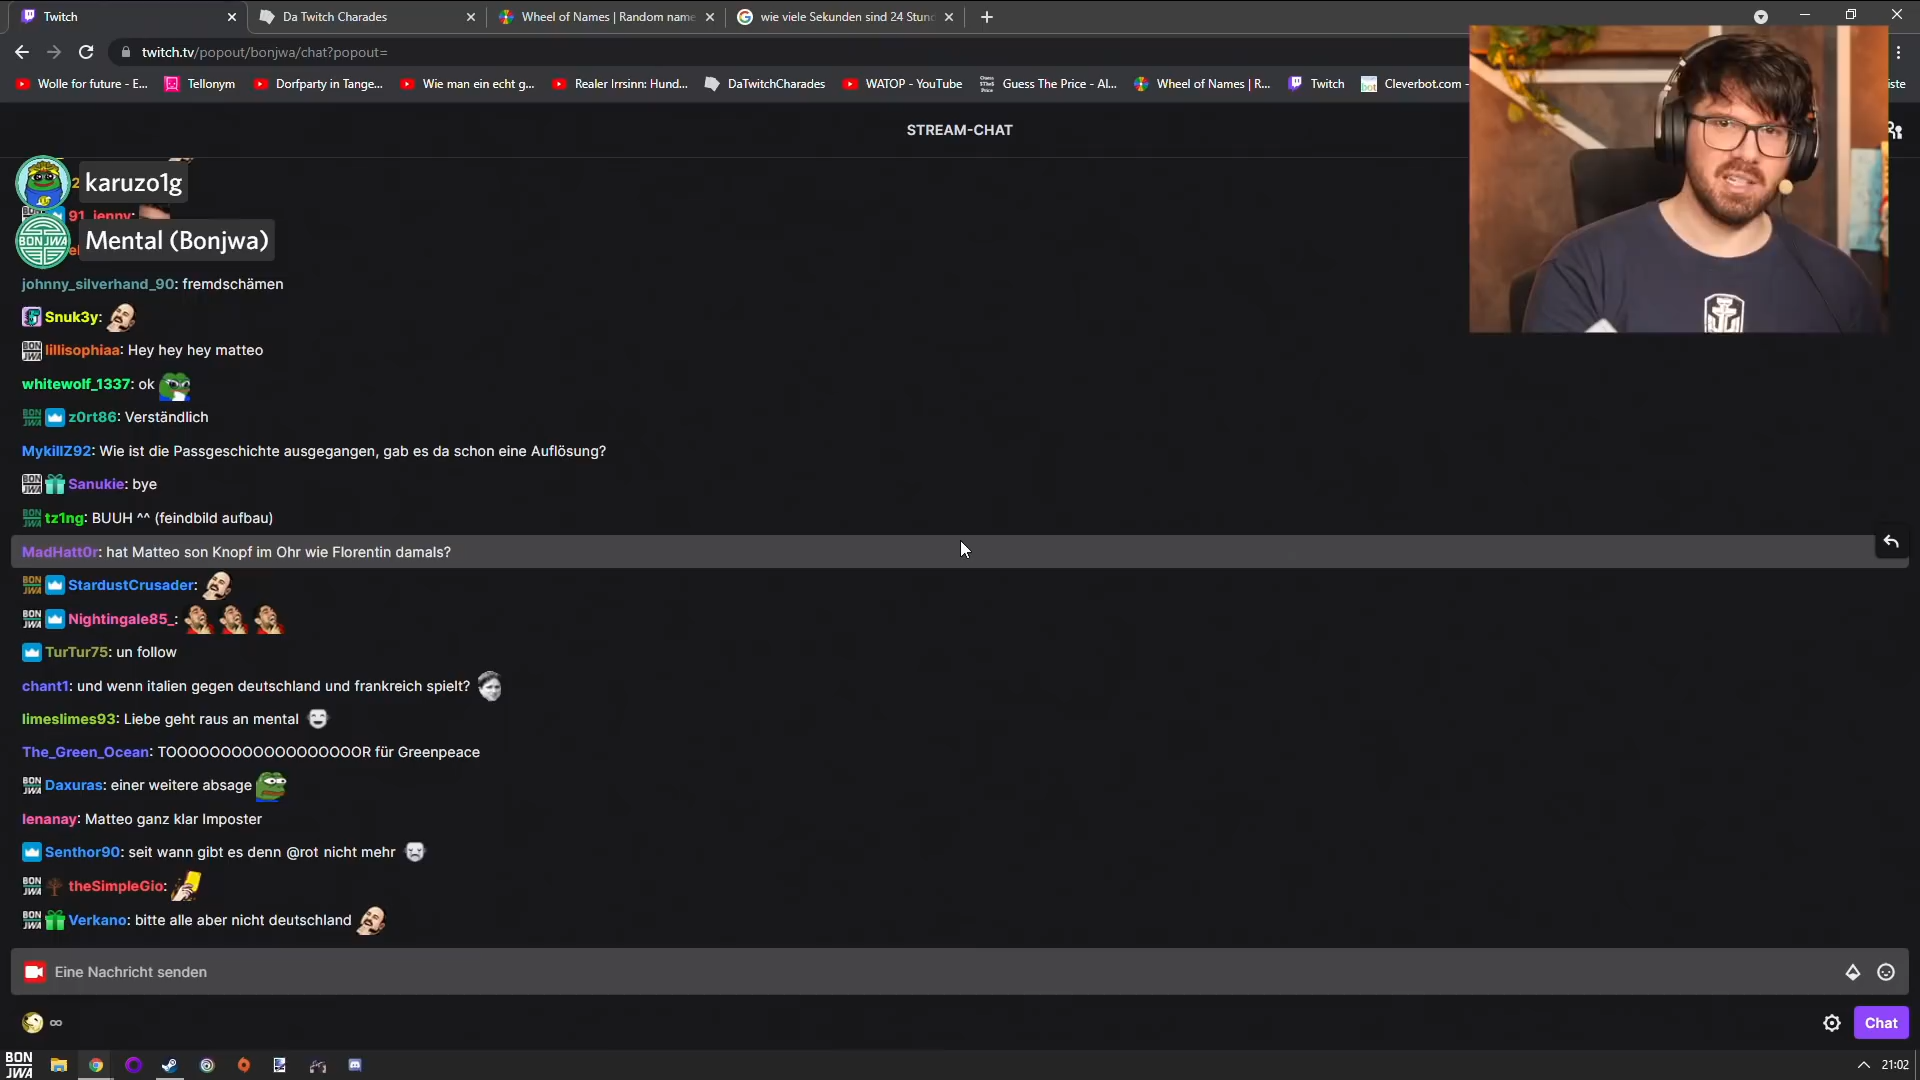 Twitch
Da Twitch Charades
Wheel of Names | Random name
wie viele Sekunden sind 24 Stund
twitch.tv/popout/bonjwa/chat?popout=
Wolle for future - E...
Tellonym
Dorfparty in Tange...
Wie man ein echt g...
Realer Irrsinn: Hund...
DaTwitchCharades
WATOP - YouTube
Guess The Price - Al...
Wheel of Names | R...
Twitch
Cleverbot.com -
iste
STREAM-CHAT
karuzo1g
91_jenny:
Mental (Bonjwa)
johnny_silverhand_90: fremdschämen
Snuk3y:
lillisophiaa: Hey hey hey matteo
whitewolf_1337: ok
z0rt86: Verständlich
MykillZ92: Wie ist die Passgeschichte ausgegangen, gab es da schon eine Auflösung?
Sanukie: bye
tz1ng: BUUH ^^ (feindbild aufbau)
MadHatt0r: hat Matteo son Knopf im Ohr wie Florentin damals?
StardustCrusader:
Nightingale85_:
TurTur75: un follow
chant1: und wenn italien gegen deutschland und frankreich spielt?
limeslimes93: Liebe geht raus an mental
The_Green_Ocean: TOOOOOOOOOOOOOOOOOOR für Greenpeace
Daxuras: einer weitere absage
lenanay: Matteo ganz klar Imposter
Senthor90: seit wann gibt es denn @rot nicht mehr
theSimpleGio:
Verkano: bitte alle aber nicht deutschland
Eine Nachricht senden
∞
Chat
BON
JWA
21:02